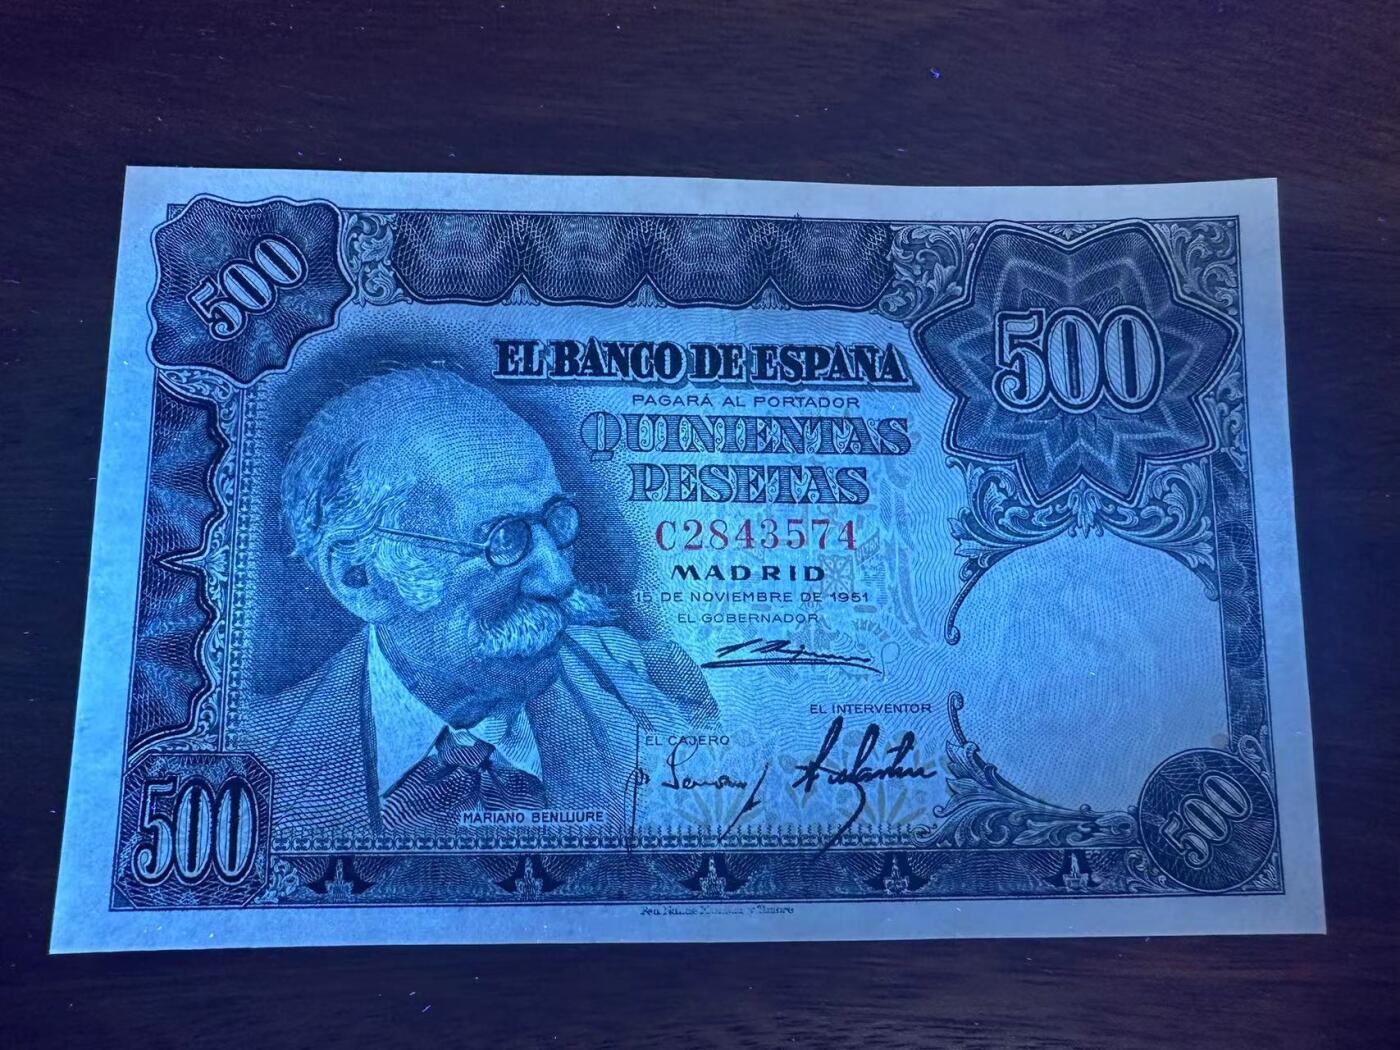 500
500
EL BANCO DE ESPAÑA
PAGARÁ AL PORTADOR
QUINIENTAS
PESETAS
C2843574
MADRID
15 DE NOVIEMBRE DE 1951
EL GOBERNADOR
EL INTERVENTOR
EL CAJERO
MARIANO BENLLIURE
500
500